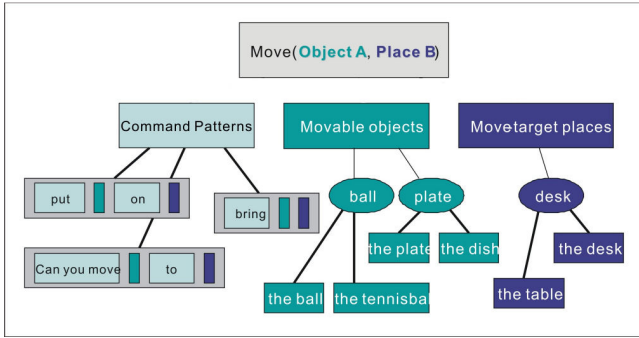 Move(Object A, Place B)
Command Patterns
Movable objects
Move-target places
put on
bring
ball
plate
desk
the plate
the dish
the desk
Can you move to
the ball
the tennisbal
the table